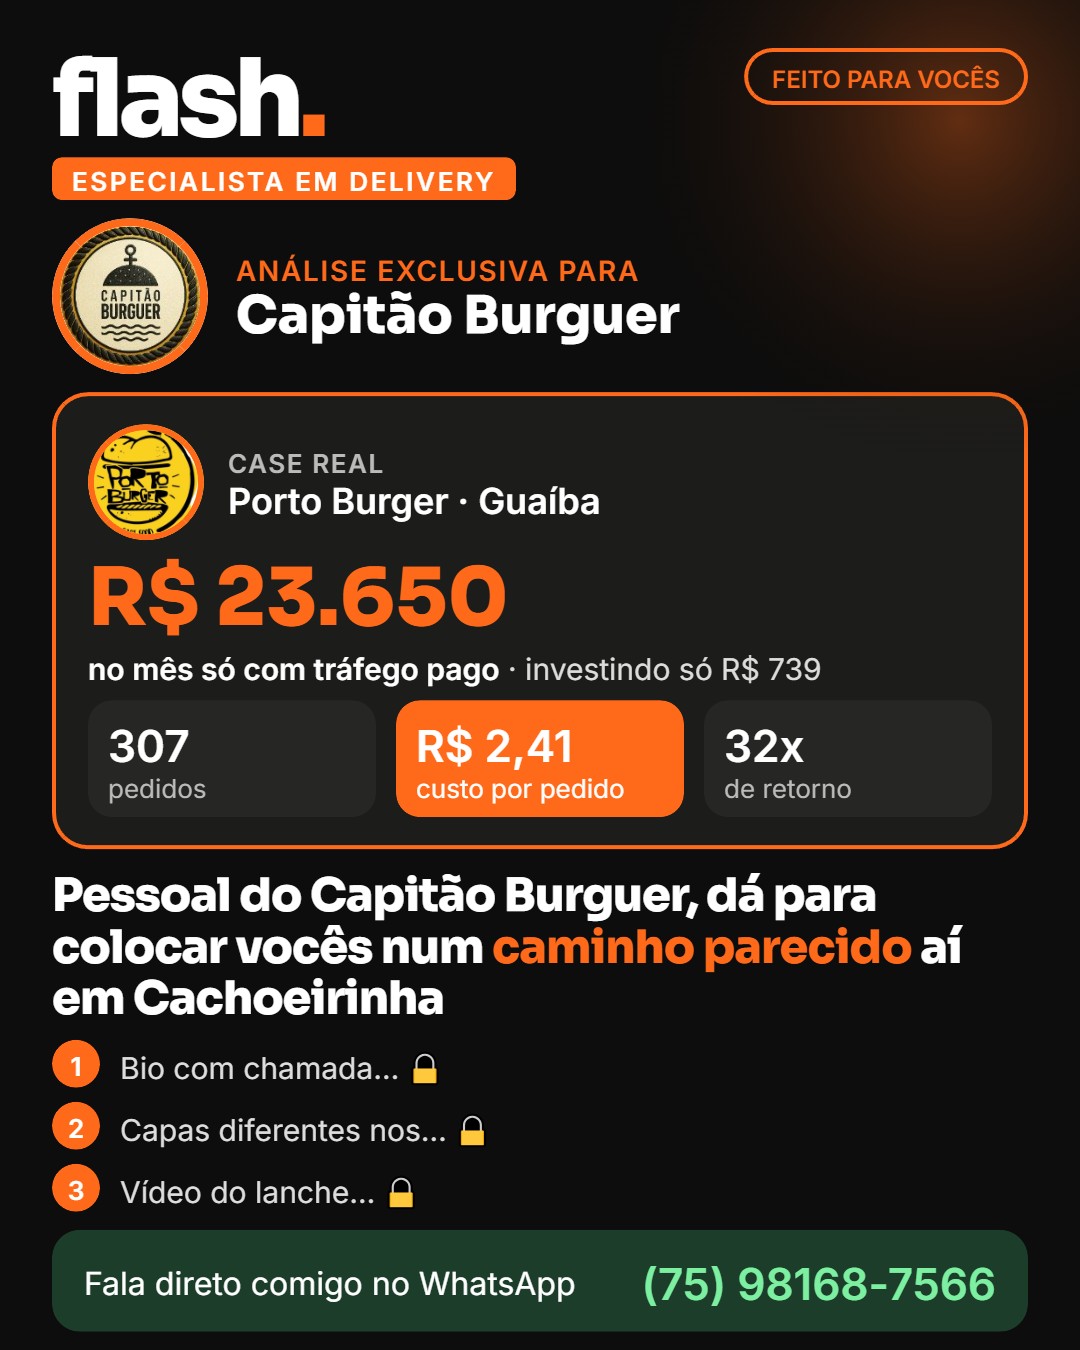 flash.
FEITO PARA VOCÊS
ESPECIALISTA EM DELIVERY
CAPITÃO
BURGUER
ANÁLISE EXCLUSIVA PARA
Capitão Burguer
PORTO
BURGER
CASE REAL
Porto Burger · Guaíba
R$ 23.650
no mês só com tráfego pago · investindo só R$ 739
307
pedidos
R$ 2,41
custo por pedido
32x
de retorno
Pessoal do Capitão Burguer, dá para
colocar vocês num caminho parecido aí
em Cachoeirinha
1 Bio com chamada... 
2 Capas diferentes nos... 
3 Vídeo do lanche... 
Fala direto comigo no WhatsApp (75) 98168-7566